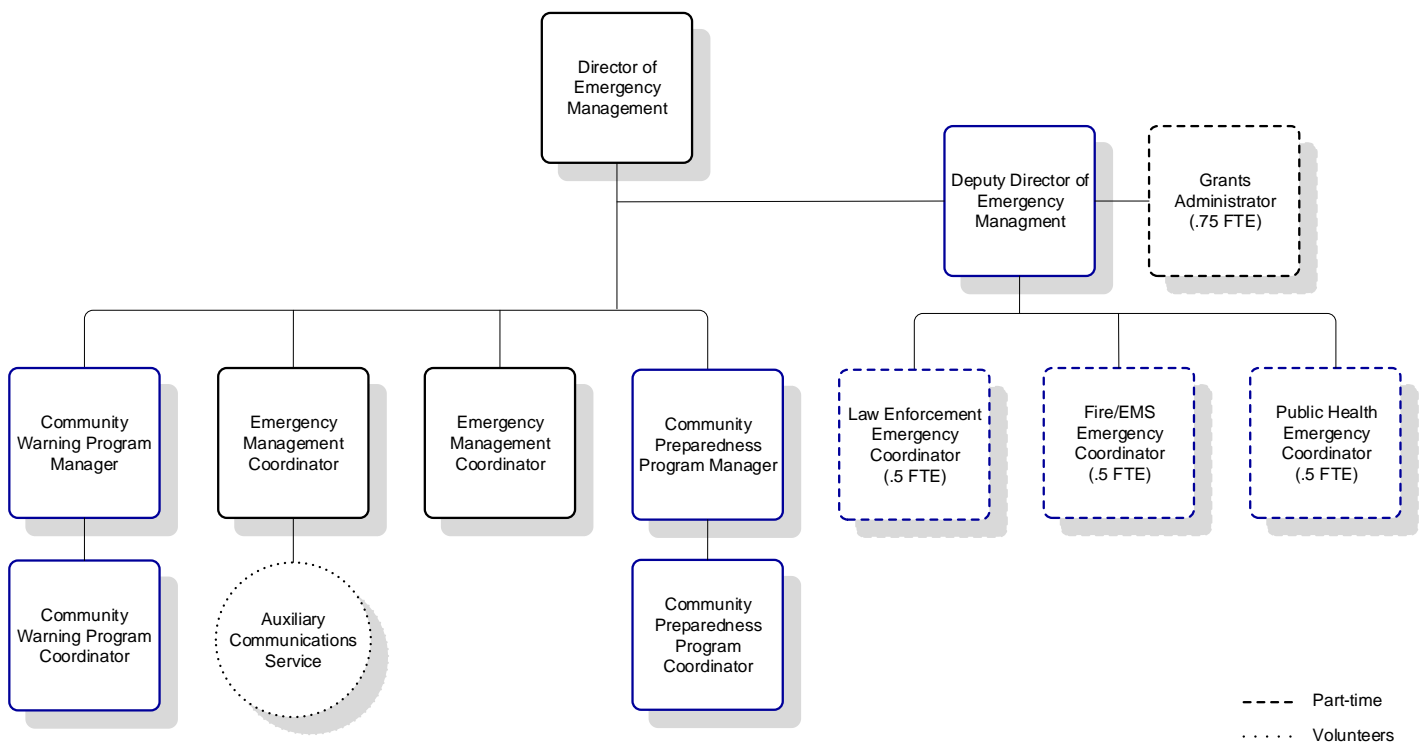 Director of
Emergency
Management
Deputy Director of
Emergency
Managment
Grants
Administrator
(.75 FTE)
Community
Warning Program
Manager
Emergency
Management
Coordinator
Emergency
Management
Coordinator
Community
Preparedness
Program Manager
Law Enforcement
Emergency
Coordinator
(.5 FTE)
Fire/EMS
Emergency
Coordinator
(.5 FTE)
Public Health
Emergency
Coordinator
(.5 FTE)
Community
Warning Program
Coordinator
Auxiliary
Communications
Service
Community
Preparedness
Program
Coordinator
Part-time
Volunteers